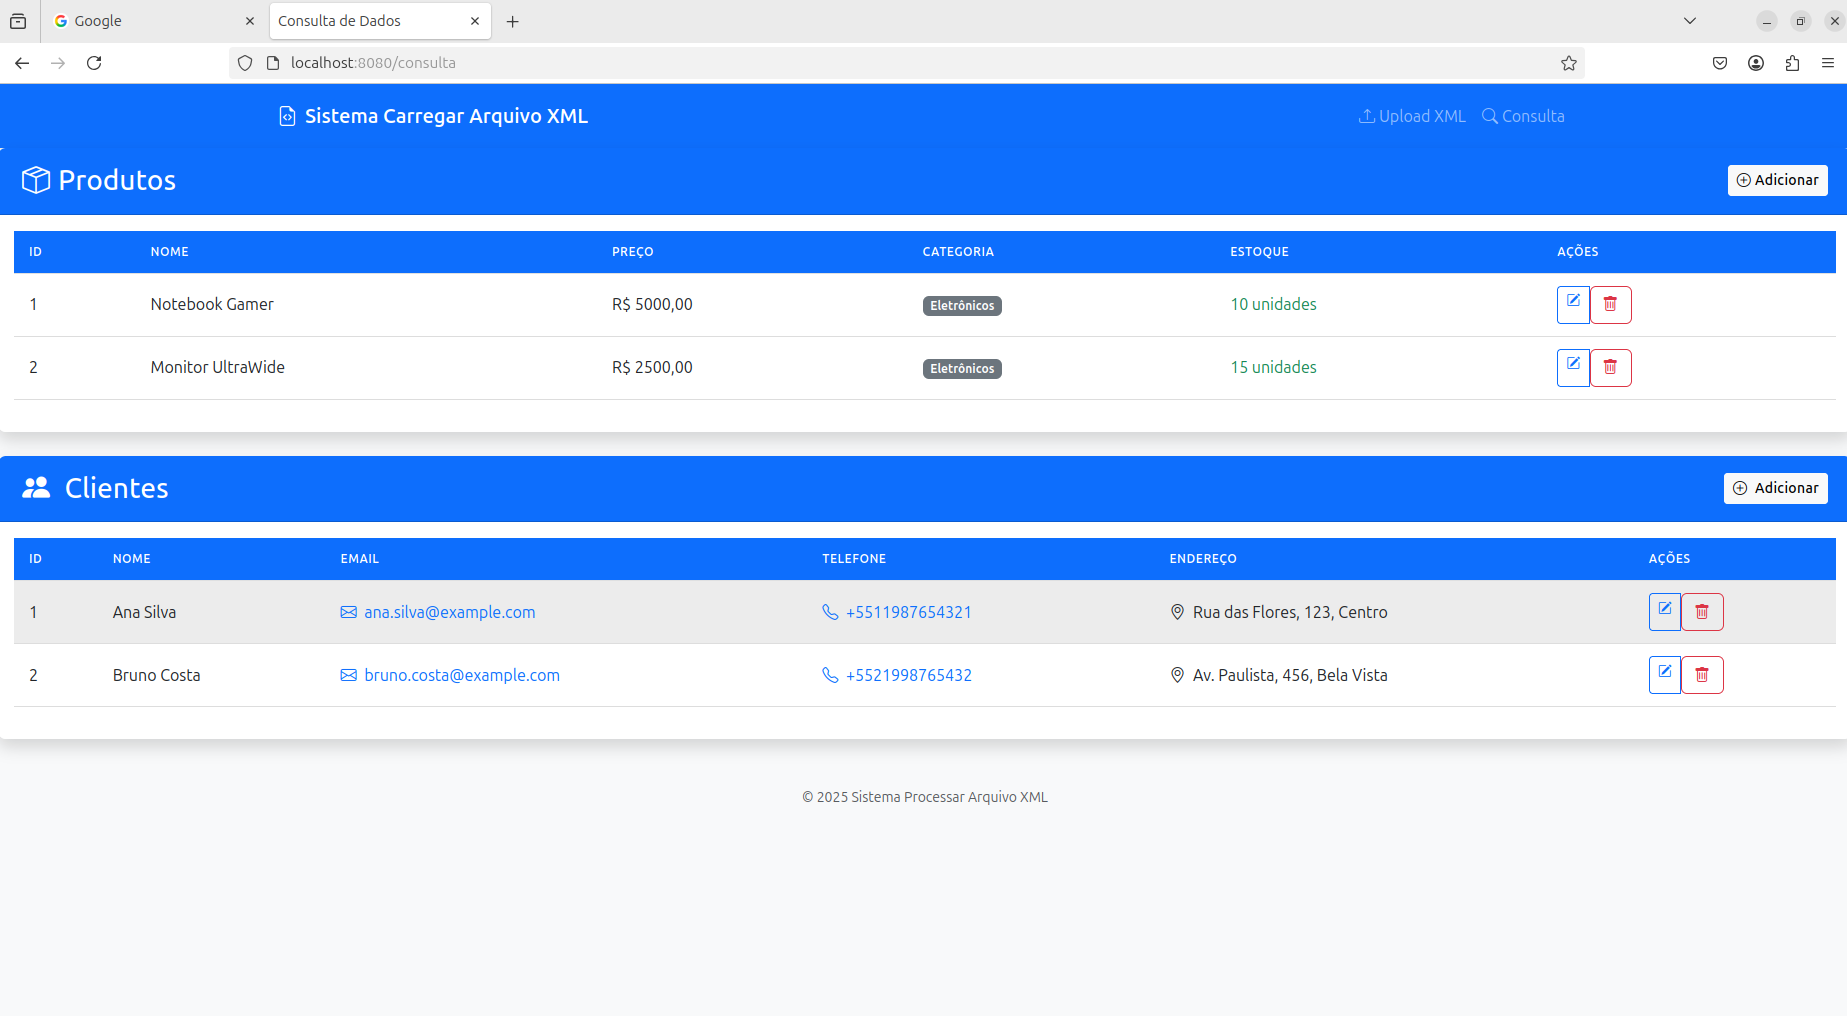 Google
Consulta de Dados
localhost:8080/consulta
Sistema Carregar Arquivo XML
Upload XML
Consulta
Produtos
Adicionar
ID NOME PREÇO CATEGORIA ESTOQUE AÇÕES
1 Notebook Gamer R$ 5000,00 Eletrônicos 10 unidades
2 Monitor UltraWide R$ 2500,00 Eletrônicos 15 unidades
Clientes
Adicionar
ID NOME EMAIL TELEFONE ENDEREÇO AÇÕES
1 Ana Silva ana.silva@example.com +5511987654321 Rua das Flores, 123, Centro
2 Bruno Costa bruno.costa@example.com +5521998765432 Av. Paulista, 456, Bela Vista
© 2025 Sistema Processar Arquivo XML